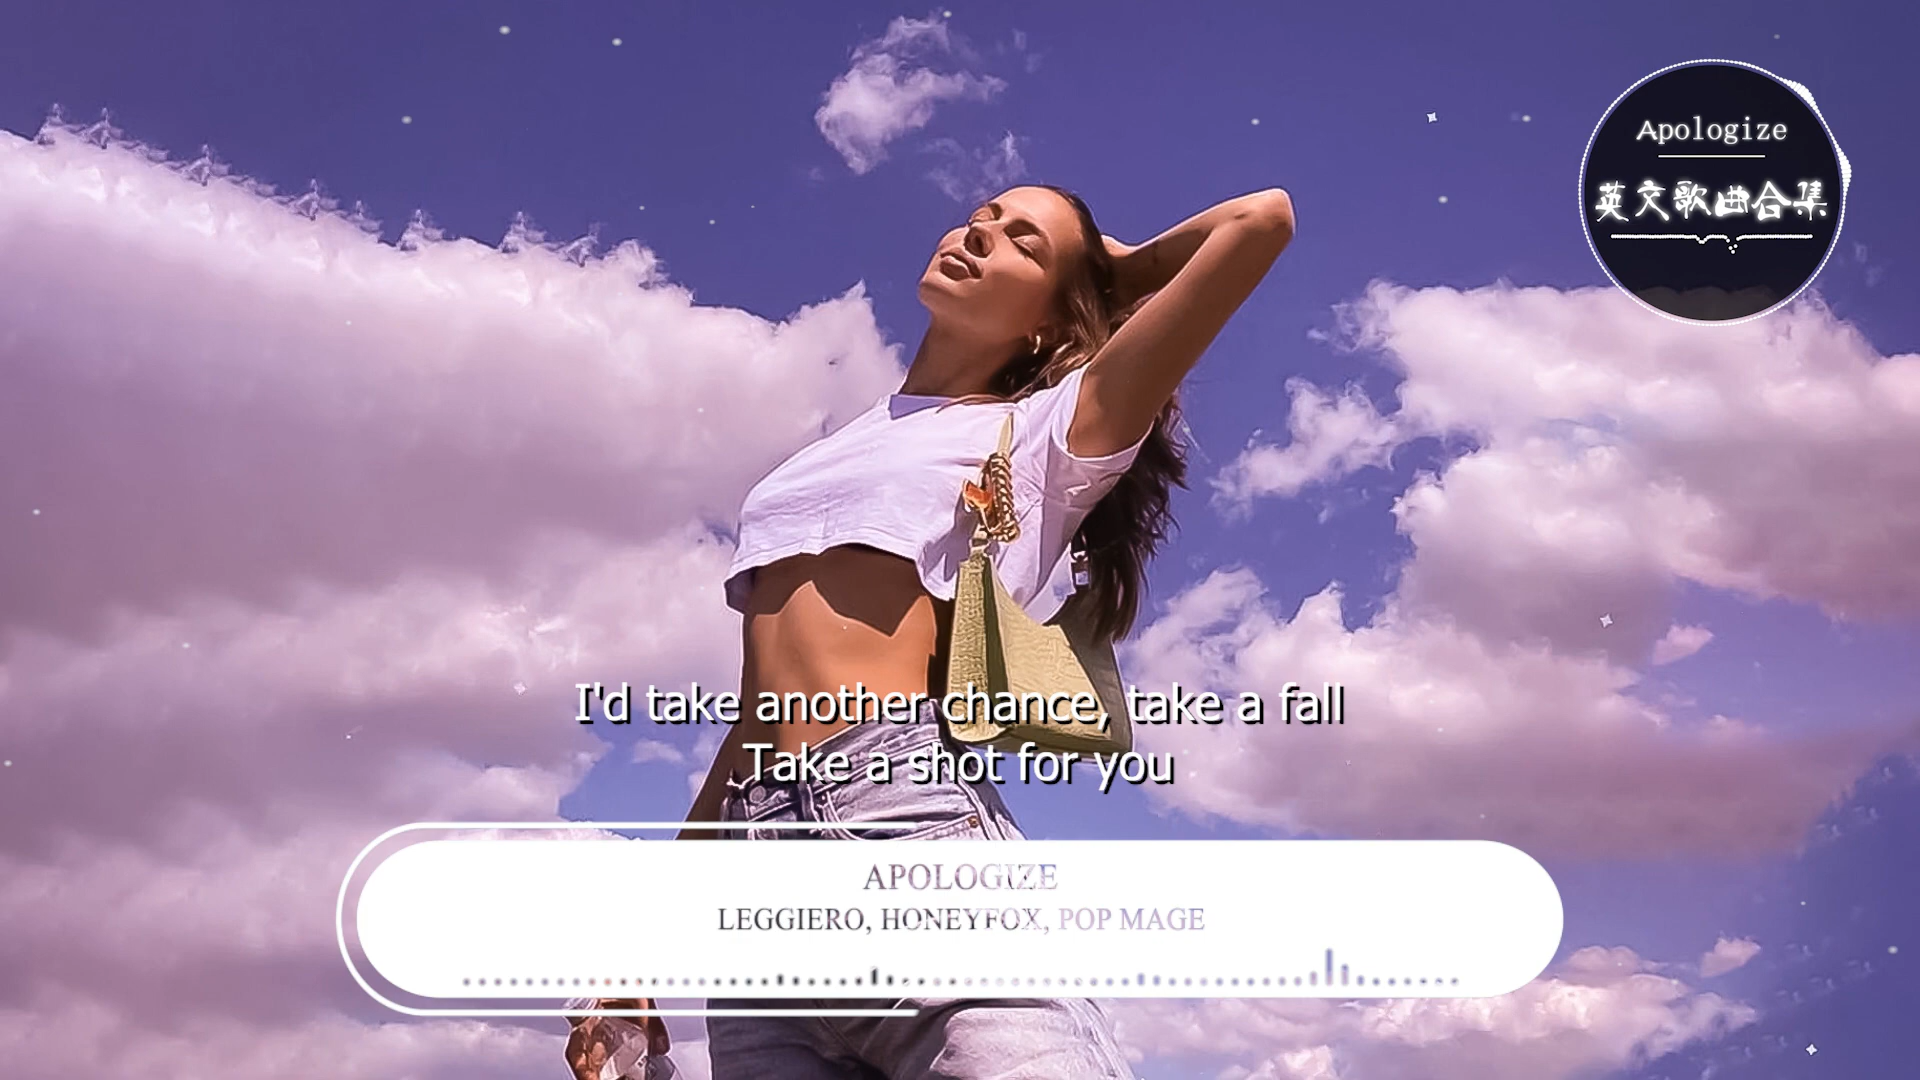 Apologize
英文歌曲合集
I'd take another chance, take a fall
Take a shot for you
APOLOGIZE
LEGGIERO, HONEYFOX, POP MAGE